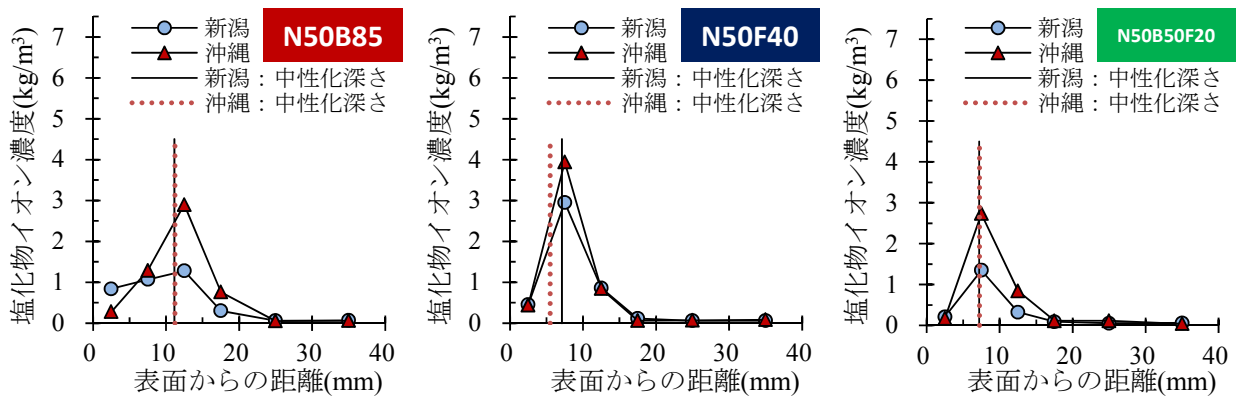 塩化物イオン濃度(kg/m³)
7
6
5
4
3
2
1
0
新潟
沖縄
新潟：中性化深さ
沖縄：中性化深さ
N50B85
0 10 20 30 40
表面からの距離(mm)
塩化物イオン濃度(kg/m³)
7
6
5
4
3
2
1
0
新潟
沖縄
新潟：中性化深さ
沖縄：中性化深さ
N50F40
0 10 20 30 40
表面からの距離(mm)
塩化物イオン濃度(kg/m³)
7
6
5
4
3
2
1
0
新潟
沖縄
新潟：中性化深さ
沖縄：中性化深さ
N50B50F20
0 10 20 30 40
表面からの距離(mm)